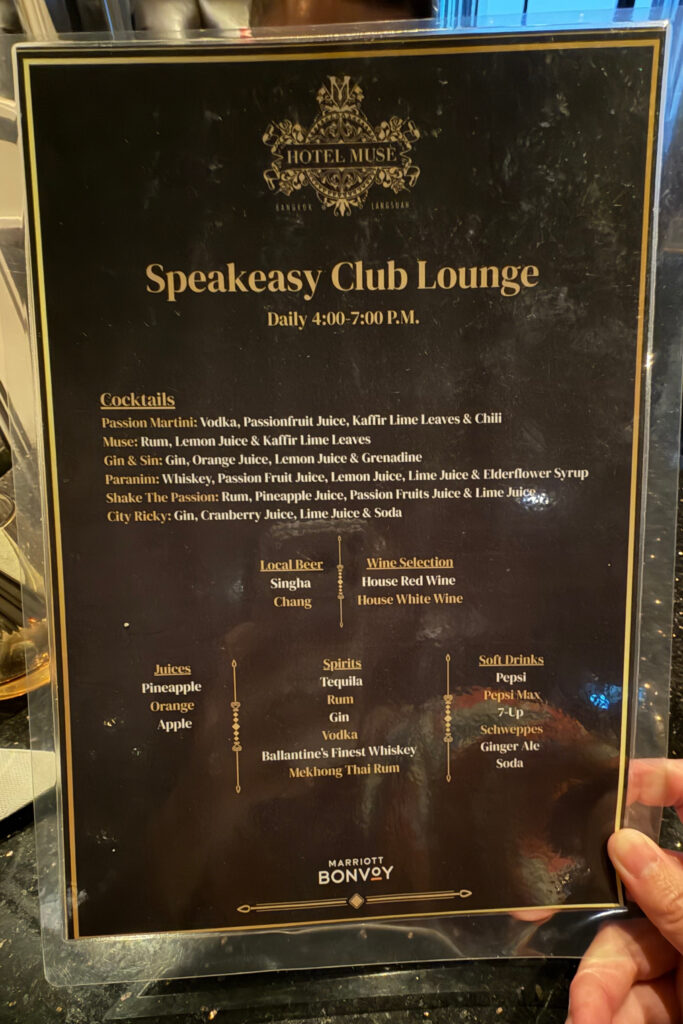 M
HOTEL MUSE
BANGKOK LANGSUAN
Speakeasy Club Lounge
Daily 4:00-7:00 P.M.
Cocktails
Passion Martini: Vodka, Passionfruit Juice, Kaffir Lime Leaves & Chili
Muse: Rum, Lemon Juice & Kaffir Lime Leaves
Gin & Sin: Gin, Orange Juice, Lemon Juice & Grenadine
Paranim: Whiskey, Passion Fruit Juice, Lemon Juice, Lime Juice & Elderflower Syrup
Shake The Passion: Rum, Pineapple Juice, Passion Fruits Juice & Lime Juice
City Ricky: Gin, Cranberry Juice, Lime Juice & Soda
Local Beer
Singha
Chang
Wine Selection
House Red Wine
House White Wine
Juices
Pineapple
Orange
Apple
Spirits
Tequila
Rum
Gin
Vodka
Ballantine's Finest Whiskey
Mekhong Thai Rum
Soft Drinks
Pepsi
Pepsi Max
7-Up
Schweppes
Ginger Ale
Soda
MARRIOTT
BONVOY